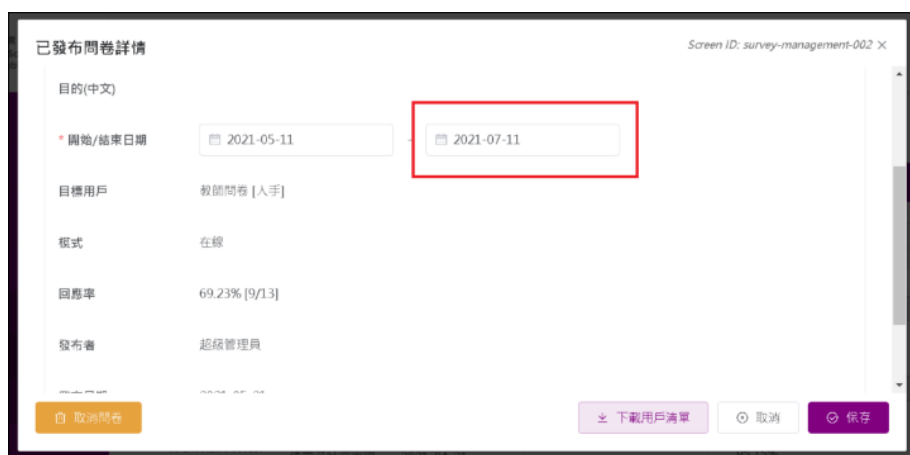 已發布問卷詳情
Screen ID: survey-management-002 ×
目的(中文)
* 開始/結束日期 2021-05-11 - 2021-07-11
目標用戶 教師問卷 [人手]
模式 在線
回應率 69.23% [9/13]
發布者 超級管理員
取消問卷
下載用戶清單
取消
保存